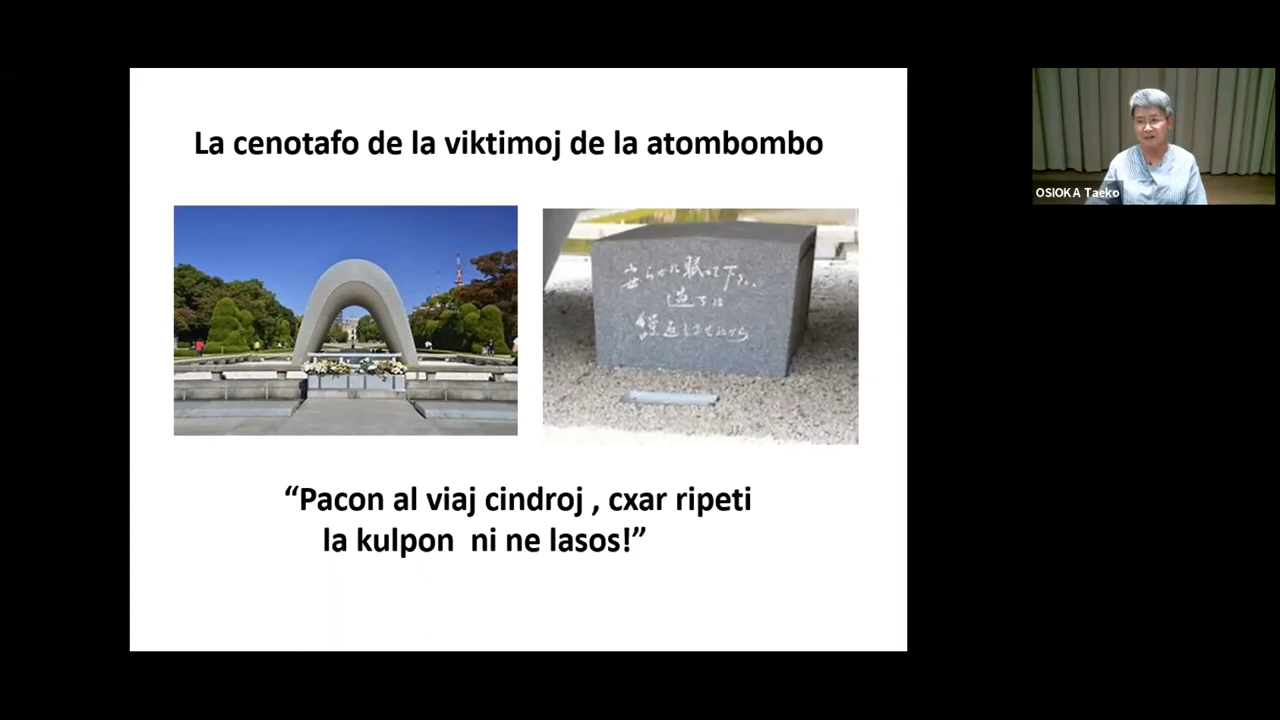 La cenotafo de la viktimoj de la atombombo
安らかに眠って下さい
過ちは
繰返しませぬから
“Pacon al viaj cindroj , cxar ripeti
la kulpon ni ne lasos!”
OSIOKA Taeko